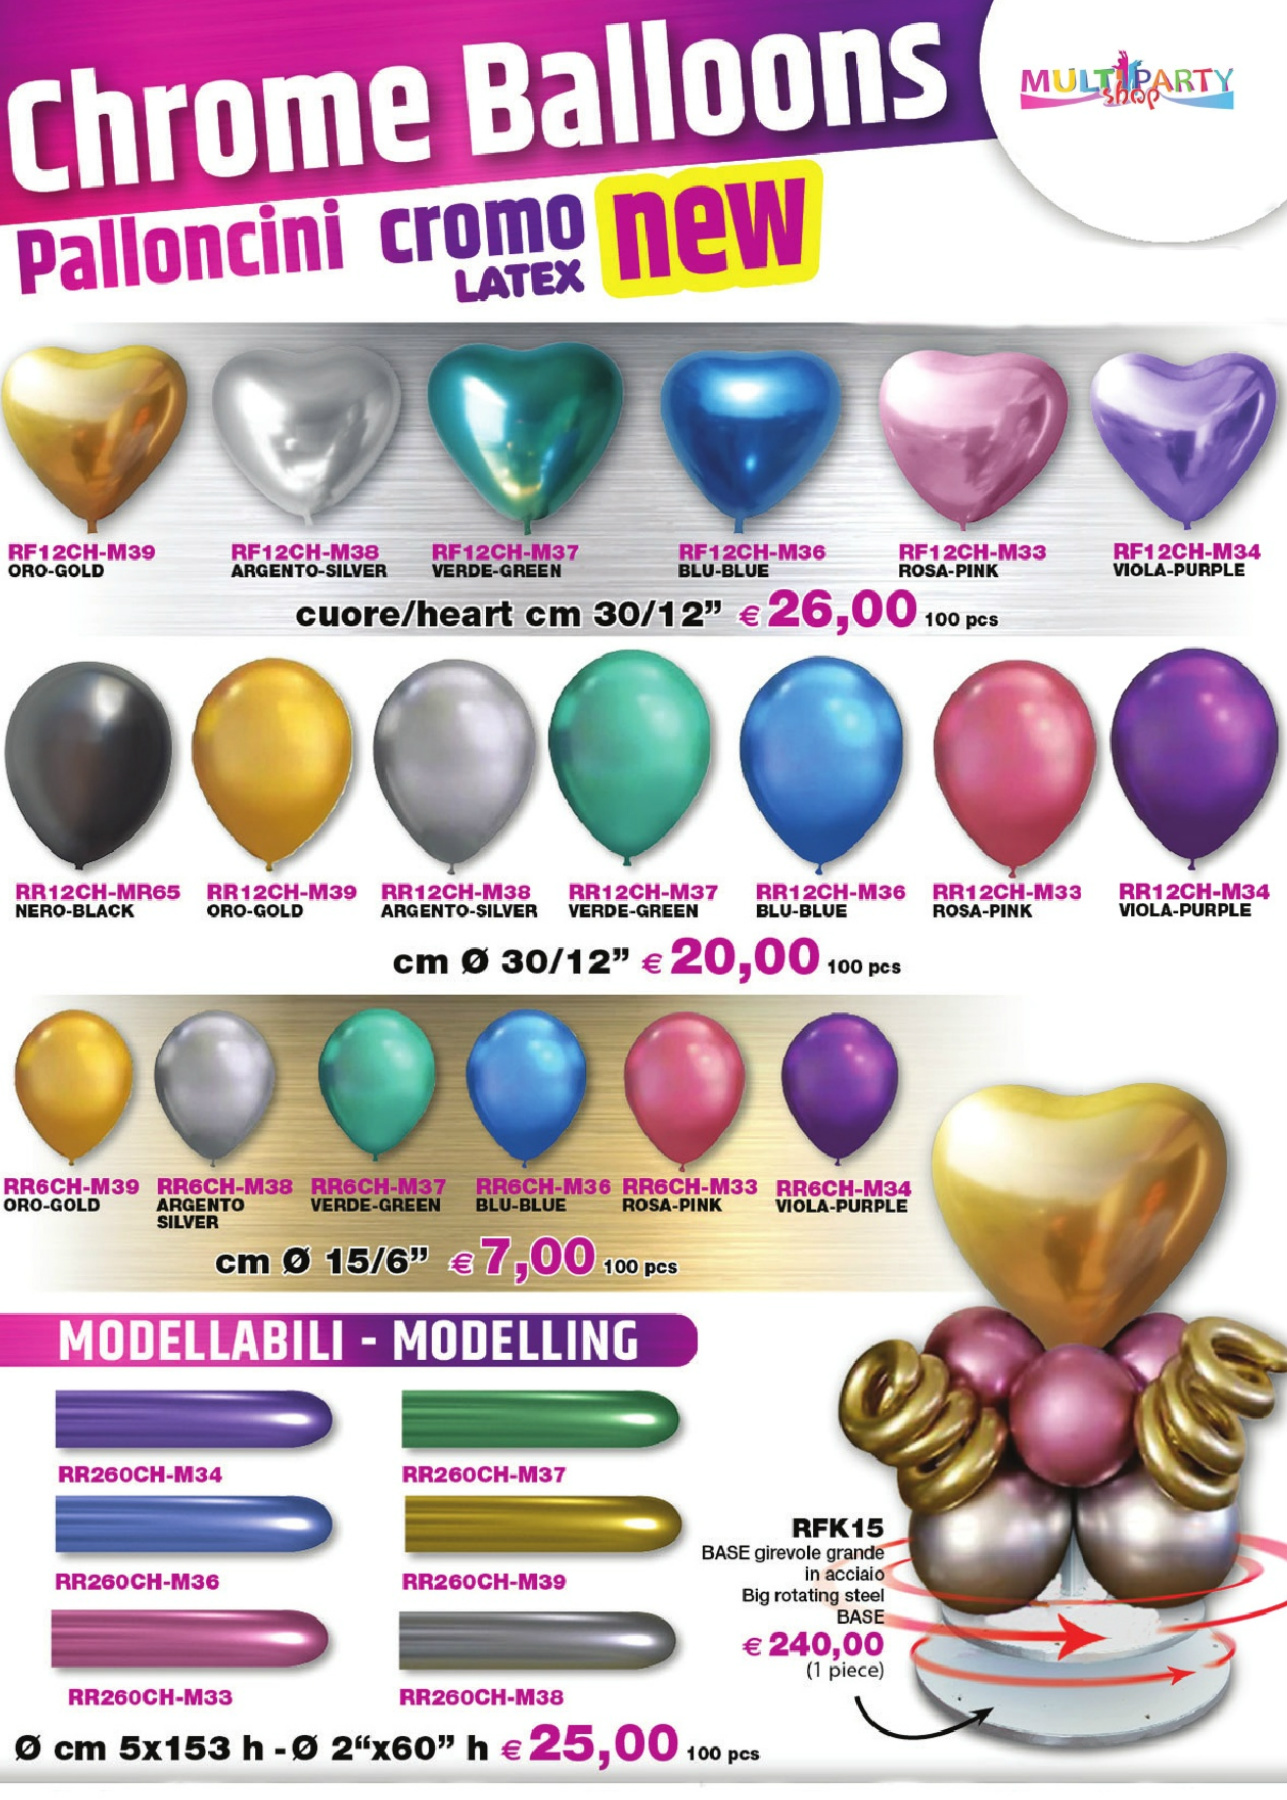 Chrome Balloons
MULTIPARTY
shop
Palloncini cromo new
LATEX
RF12CH-M39 RF12CH-M38 RF12CH-M37 RF12CH-M36 RF12CH-M33 RF12CH-M34
ORO-GOLD ARGENTO-SILVER VERDE-GREEN BLU-BLUE ROSA-PINK VIOLA-PURPLE
cuore/heart cm 30/12” € 26,00 100 pcs
RR12CH-MR65 RR12CH-M39 RR12CH-M38 RR12CH-M37 RR12CH-M36 RR12CH-M33 RR12CH-M34
NERO-BLACK ORO-GOLD ARGENTO-SILVER VERDE-GREEN BLU-BLUE ROSA-PINK VIOLA-PURPLE
cm Ø 30/12” € 20,00 100 pcs
RR6CH-M39 RR6CH-M38 RR6CH-M37 RR6CH-M36 RR6CH-M33 RR6CH-M34
ORO-GOLD ARGENTO VERDE-GREEN BLU-BLUE ROSA-PINK VIOLA-PURPLE
SILVER
cm Ø 15/6” € 7,00 100 pcs
MODELLABILI - MODELLING
RR260CH-M34 RR260CH-M37
RR260CH-M36 RR260CH-M39
RR260CH-M33 RR260CH-M38
Ø cm 5x153 h - Ø 2“x60” h € 25,00 100 pcs
RFK15
BASE girevole grande
in acciaio
Big rotating steel
BASE
€ 240,00
(1 piece)